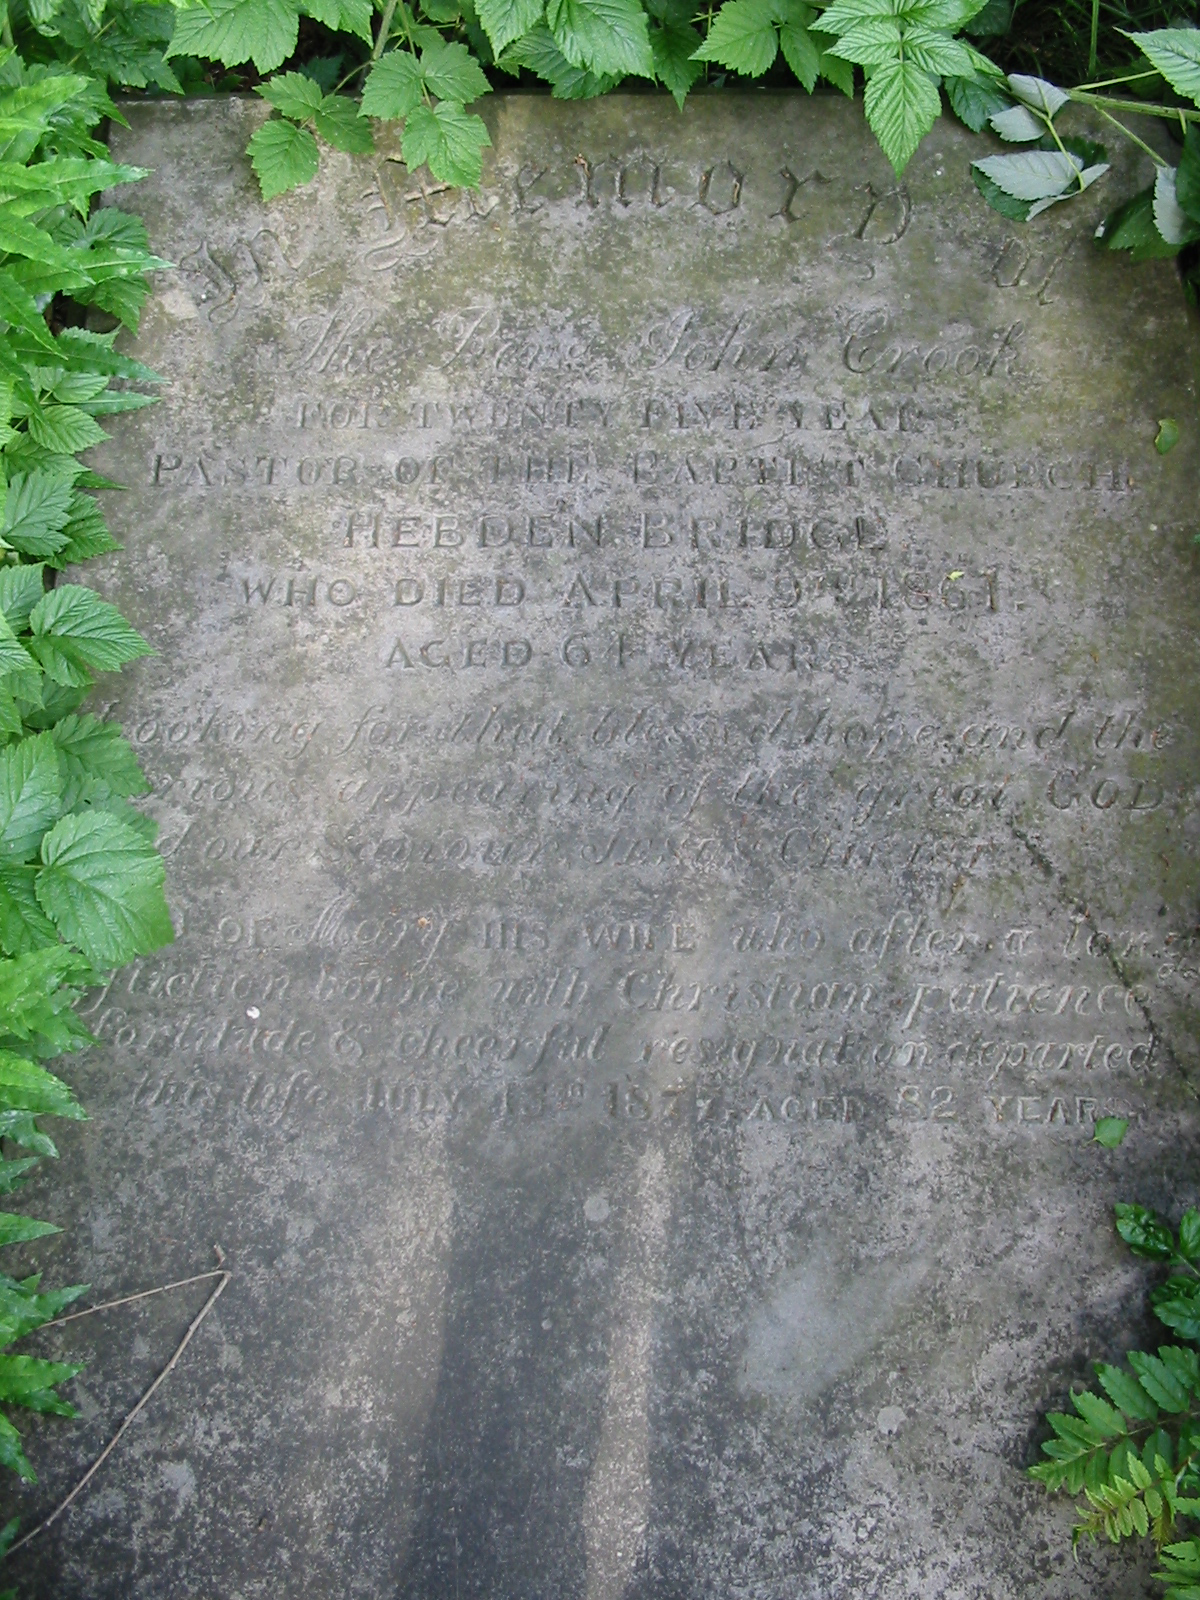 In Memory of
The Revd. John Crook
FOR TWENTY FIVE YEARS
PASTOR OF THE BAPTIST CHURCH
HEBDEN BRIDGE
WHO DIED APRIL 9TH 1861.
AGED 61 YEARS
Looking for that blessed hope and the
appearing of the great GOD
our Saviour JESUS CHRIST
OF Mary HIS WIFE who after a long
affliction borne with Christian patience
fortitude & cheerful resignation departed
this life JULY 13th 1877, AGED 82 YEARS.